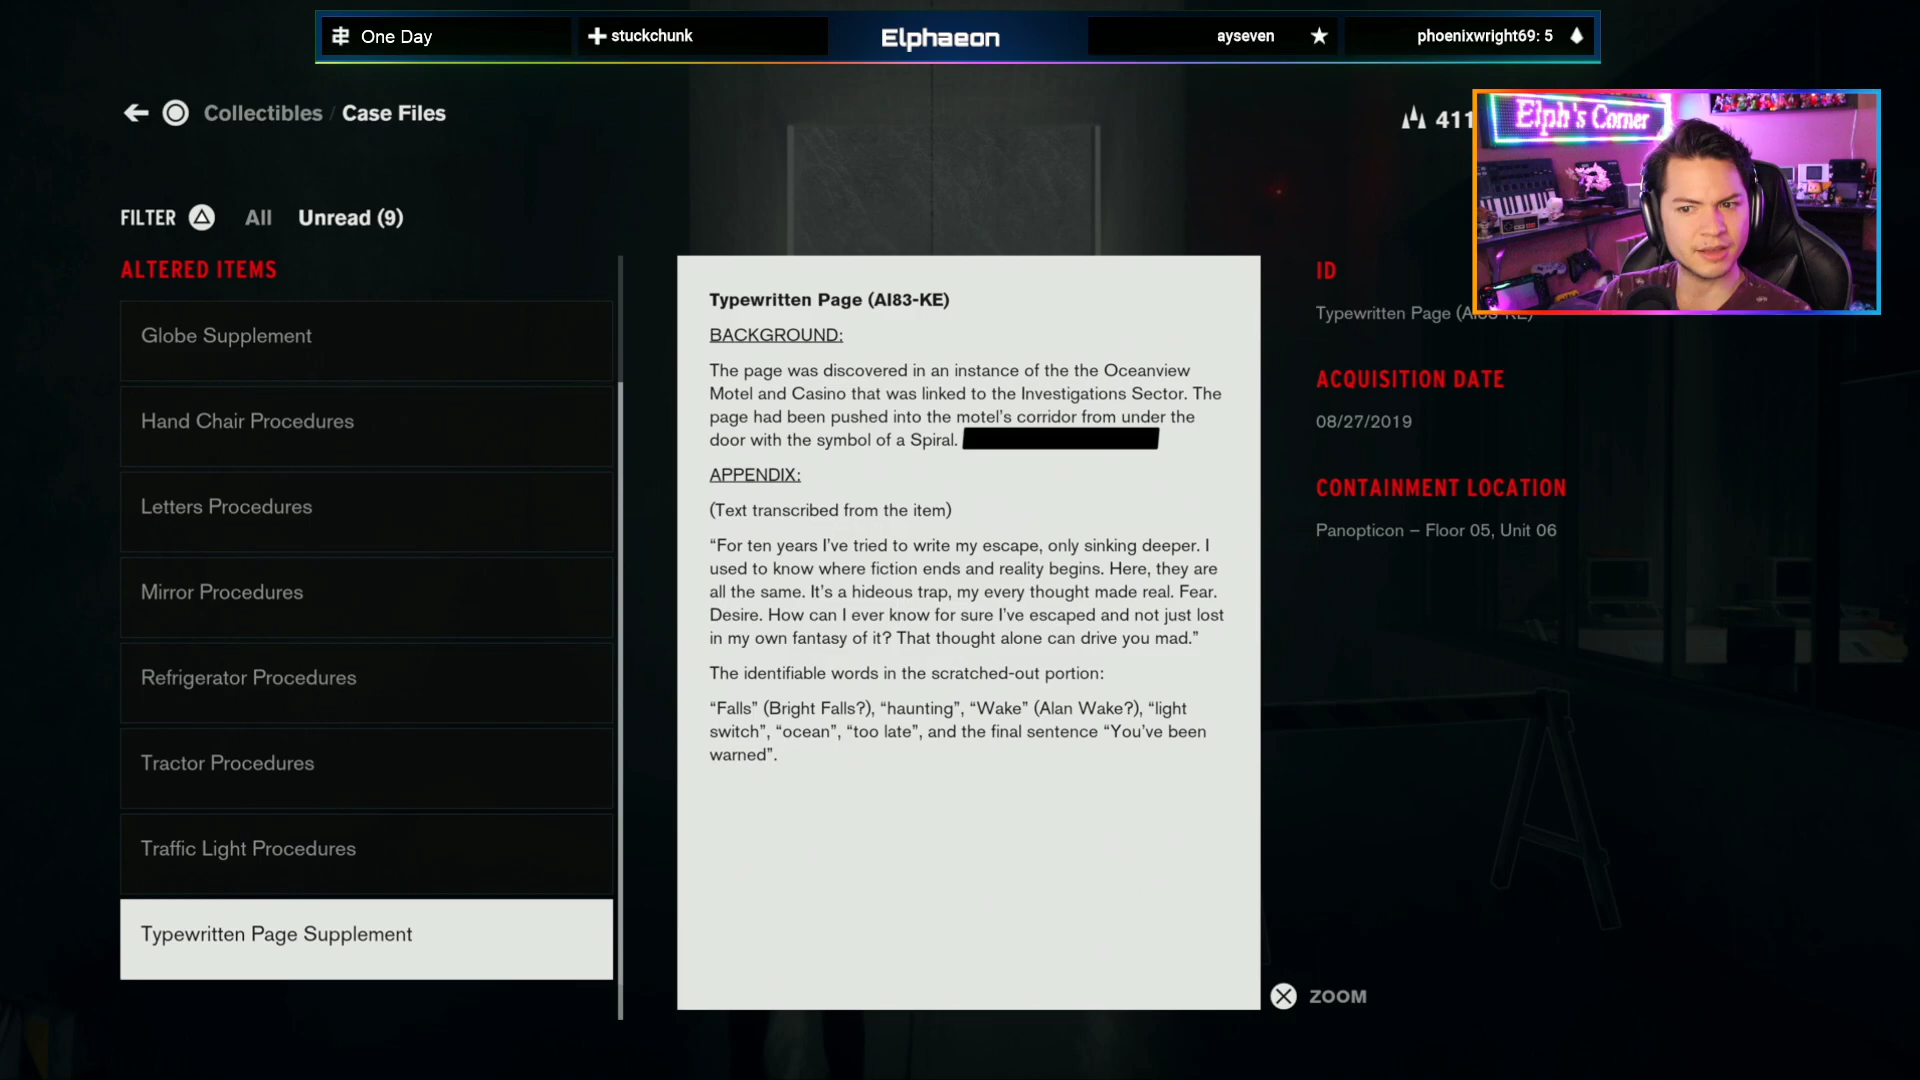 One Day
stuckchunk
Elphaeon
ayseven
phoenixwright69: 5
Collectibles / Case Files
411
Elph's Corner
FILTER All Unread (9)
ALTERED ITEMS
Globe Supplement
Hand Chair Procedures
Letters Procedures
Mirror Procedures
Refrigerator Procedures
Tractor Procedures
Traffic Light Procedures
Typewritten Page Supplement
Typewritten Page (AI83-KE)
BACKGROUND:
The page was discovered in an instance of the the Oceanview
Motel and Casino that was linked to the Investigations Sector. The
page had been pushed into the motel's corridor from under the
door with the symbol of a Spiral.
APPENDIX:
(Text transcribed from the item)
“For ten years I've tried to write my escape, only sinking deeper. I
used to know where fiction ends and reality begins. Here, they are
all the same. It's a hideous trap, my every thought made real. Fear.
Desire. How can I ever know for sure I've escaped and not just lost
in my own fantasy of it? That thought alone can drive you mad.”
The identifiable words in the scratched-out portion:
“Falls” (Bright Falls?), “haunting”, “Wake” (Alan Wake?), “light
switch”, “ocean”, “too late”, and the final sentence “You've been
warned”.
ID
Typewritten Page (AI83-KE)
ACQUISITION DATE
08/27/2019
CONTAINMENT LOCATION
Panopticon – Floor 05, Unit 06
ZOOM